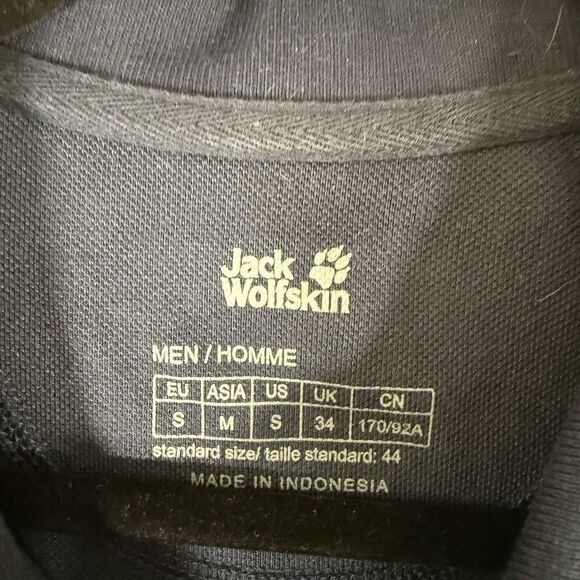 Jack
Wolfskin
MEN / HOMME
EU ASIA US UK CN
S M S 34 170/92A
standard size/ taille standard: 44
MADE IN INDONESIA